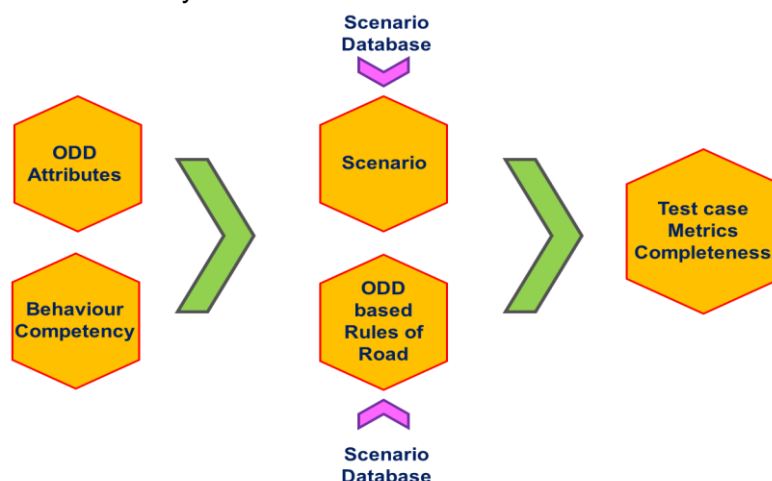 Scenario
Database
ODD
Attributes
Scenario
Test case
Metrics
Completeness
Behaviour
Competency
ODD
based
Rules of
Road
Scenario
Database